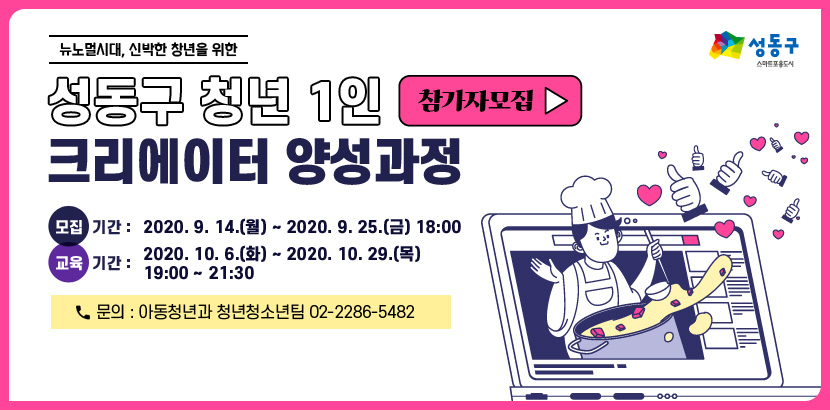 뉴노멀시대, 신박한 청년을 위한
성동구
스마트포용도시
성동구 청년 1인 참가자모집
크리에이터 양성과정
모집 기간 : 2020. 9. 14.(월) ~ 2020. 9. 25.(금) 18:00
교육 기간 : 2020. 10. 6.(화) ~ 2020. 10. 29.(목)
19:00 ~ 21:30
문의 : 아동청년과 청년청소년팀 02-2286-5482